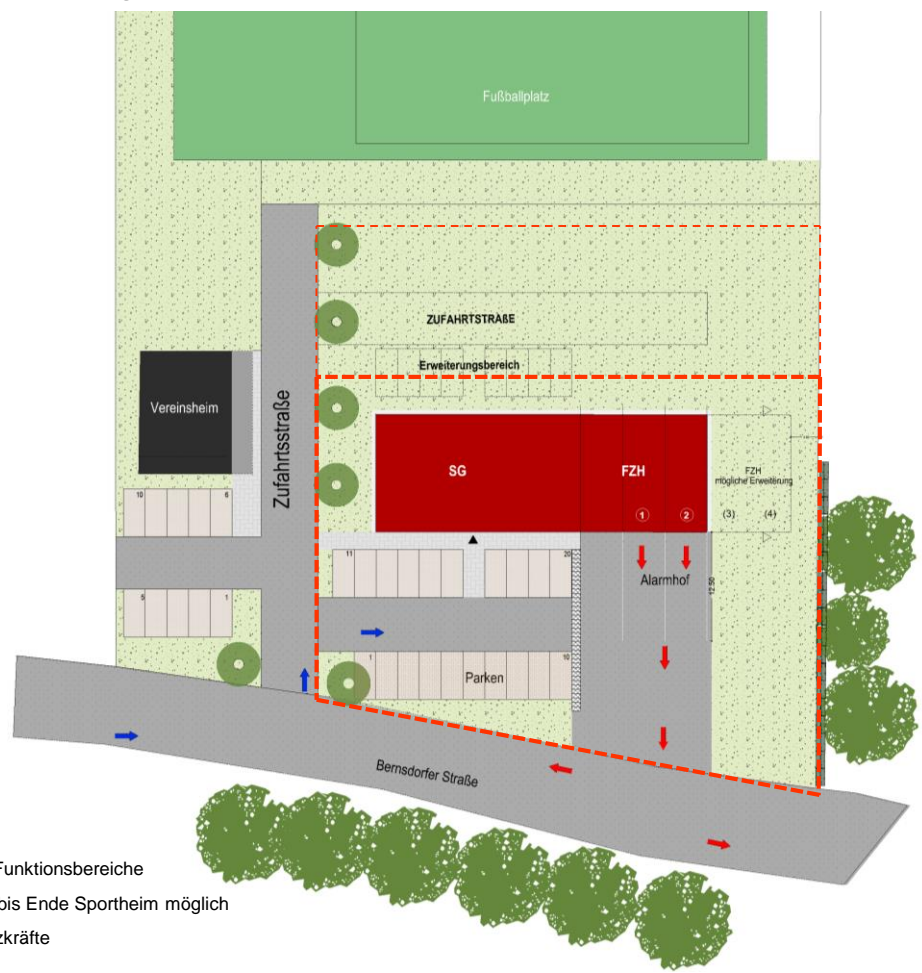 Fußballplatz
ZUFAHRTSTRAßE
Erweiterungsbereich
Vereinsheim
Zufahrtsstraße
SG
FZH
FZH
mögliche Erweiterung
1
2
(3)
(4)
10
6
11
20
Alarmhof
12.50
5
1
1
10
Parken
Bernsdorfer Straße
Funktionsbereiche
bis Ende Sportheim möglich
zkräfte